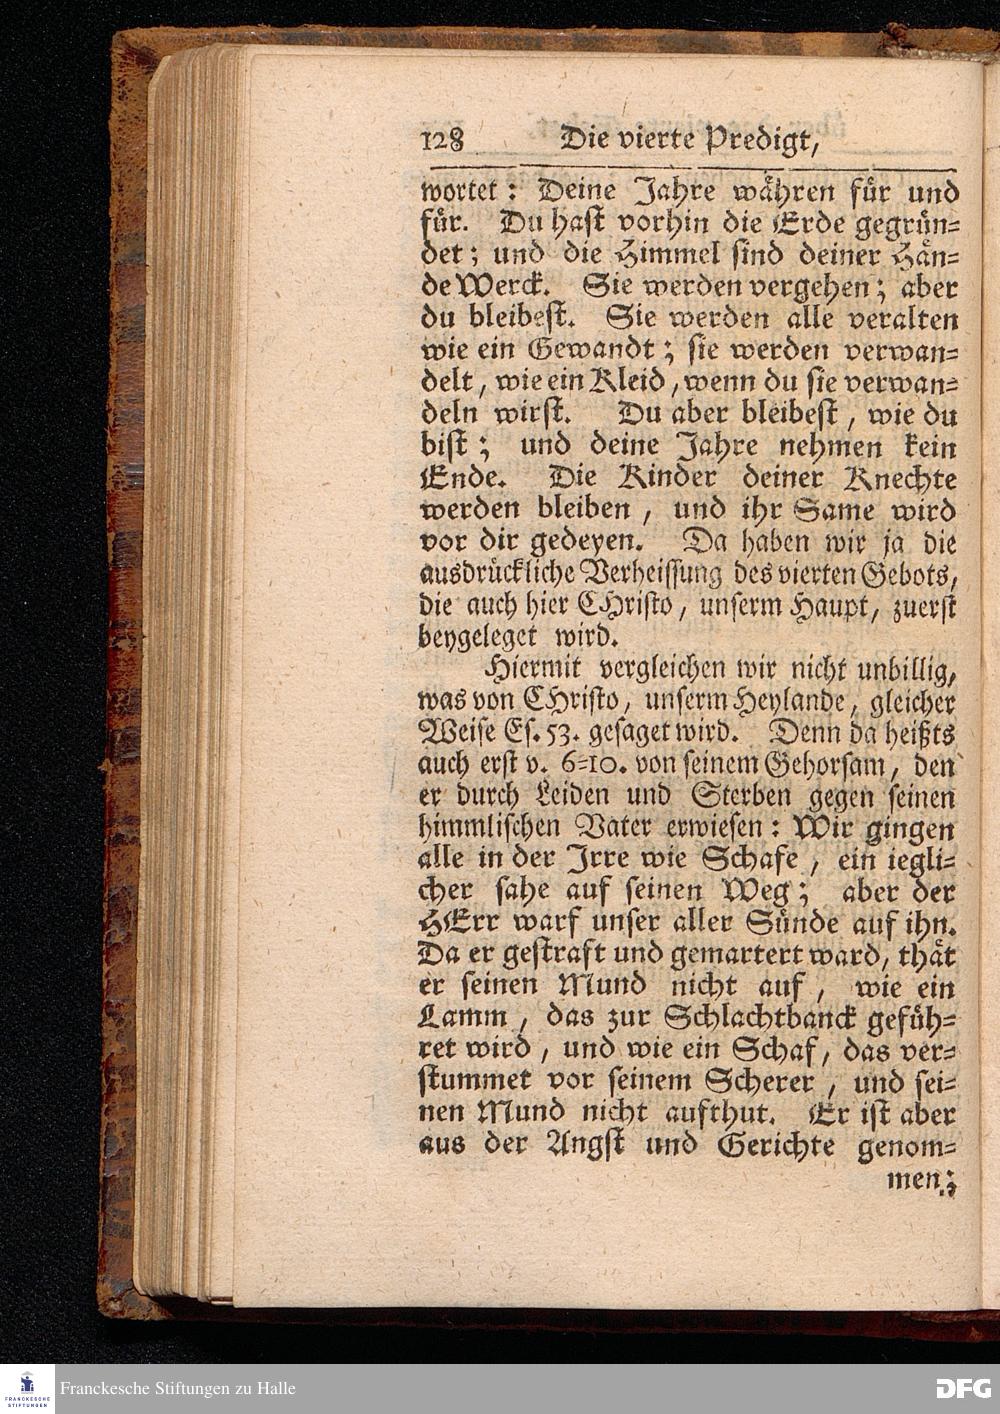 128 Die vierte Predigt,
wortet: Deine Jahre währen für und
für. Du hast vorhin die Erde gegrün-
det; und die Himmel sind deiner Hän-
de Werck. Sie werden vergehen; aber
du bleibest. Sie werden alle veralten
wie ein Gewandt; sie werden verwan-
delt, wie ein Kleid, wenn du sie verwan-
deln wirst. Du aber bleibest, wie du
bist; und deine Jahre nehmen kein
Ende. Die Kinder deiner Knechte
werden bleiben, und ihr Same wird
vor dir gedeyen. Da haben wir ja die
ausdrückliche Verheissung des vierten Gebots,
die auch hier CHristo, unserm Haupt, zuerst
beygeleget wird.
Hiermit vergleichen wir nicht unbillig,
was von CHristo, unserm Heylande, gleicher
Weise Es. 53. gesaget wird. Denn da heißts
auch erst v. 6-10. von seinem Gehorsam, den
er durch Leiden und Sterben gegen seinen
himmlischen Vater erwiesen: Wir gingen
alle in der Irre wie Schafe, ein iegli-
cher sahe auf seinen Weg; aber der
HErr warf unser aller Sünde auf ihn.
Da er gestraft und gemartert ward, thät
er seinen Mund nicht auf, wie ein
Lamm, das zur Schlachtbanck gefüh-
ret wird, und wie ein Schaf, das ver-
stummet vor seinem Scherer, und sei-
nen Mund nicht aufthut. Er ist aber
aus der Angst und Gerichte genom-
men;
FRANCKESCHE
STIFTUNGEN
Franckesche Stiftungen zu Halle
DFG